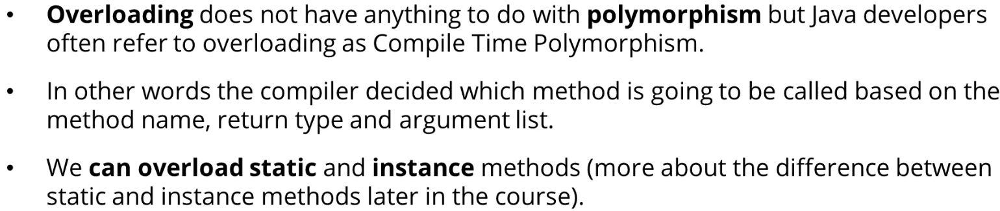 • Overloading does not have anything to do with polymorphism but Java developers
often refer to overloading as Compile Time Polymorphism.
• In other words the compiler decided which method is going to be called based on the
method name, return type and argument list.
• We can overload static and instance methods (more about the difference between
static and instance methods later in the course).